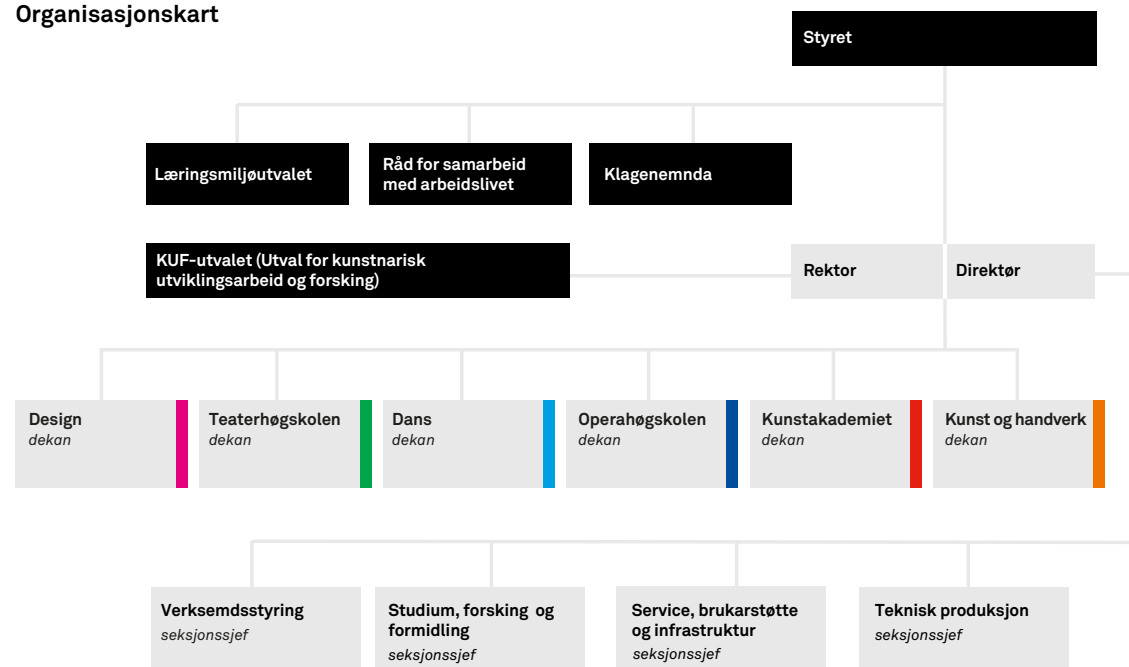 Organisasjonskart
Styret
Læringsmiljøutvalet
Råd for samarbeid
med arbeidslivet
Klagenemnda
KUF-utvalet (Utval for kunstnarisk
utviklingsarbeid og forsking)
Rektor
Direktør
Design
dekan
Teaterhøgskolen
dekan
Dans
dekan
Operahøgskolen
dekan
Kunstakademiet
dekan
Kunst og handverk
dekan
Verksemdsstyring
seksjonssjef
Studium, forsking og
formidling
seksjonssjef
Service, brukarstøtte
og infrastruktur
seksjonssjef
Teknisk produksjon
seksjonssjef